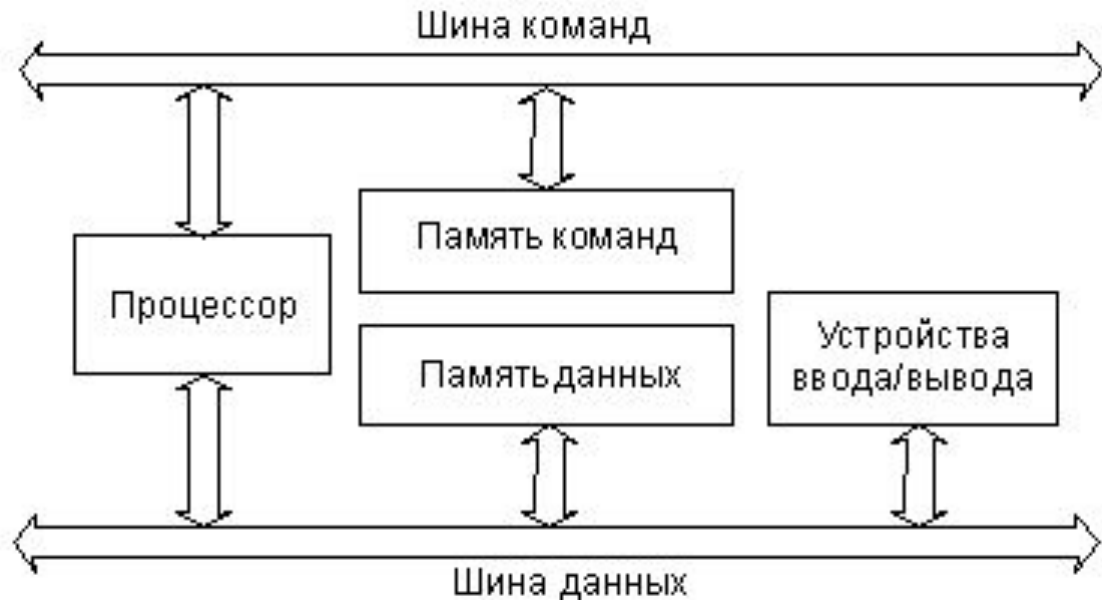 Шина команд
Память команд
Процессор
Память данных
Устройства
ввода/вывода
Шина данных